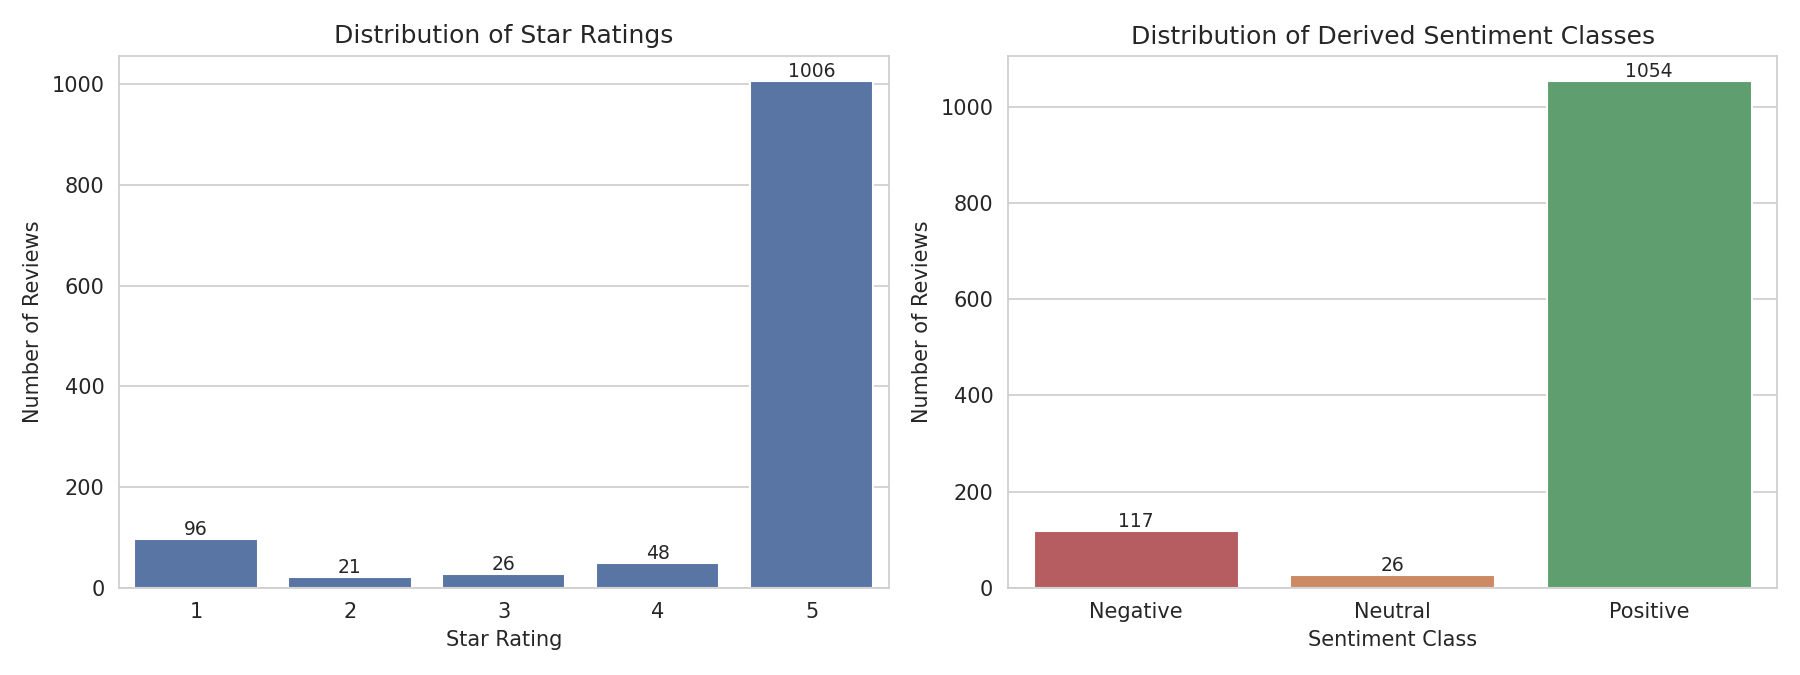 Distribution of Star Ratings
Number of Reviews
1000
800
600
400
200
0
96
21
26
48
1006
1
2
3
4
5
Star Rating
Distribution of Derived Sentiment Classes
Number of Reviews
1000
800
600
400
200
0
117
26
1054
Negative
Neutral
Positive
Sentiment Class